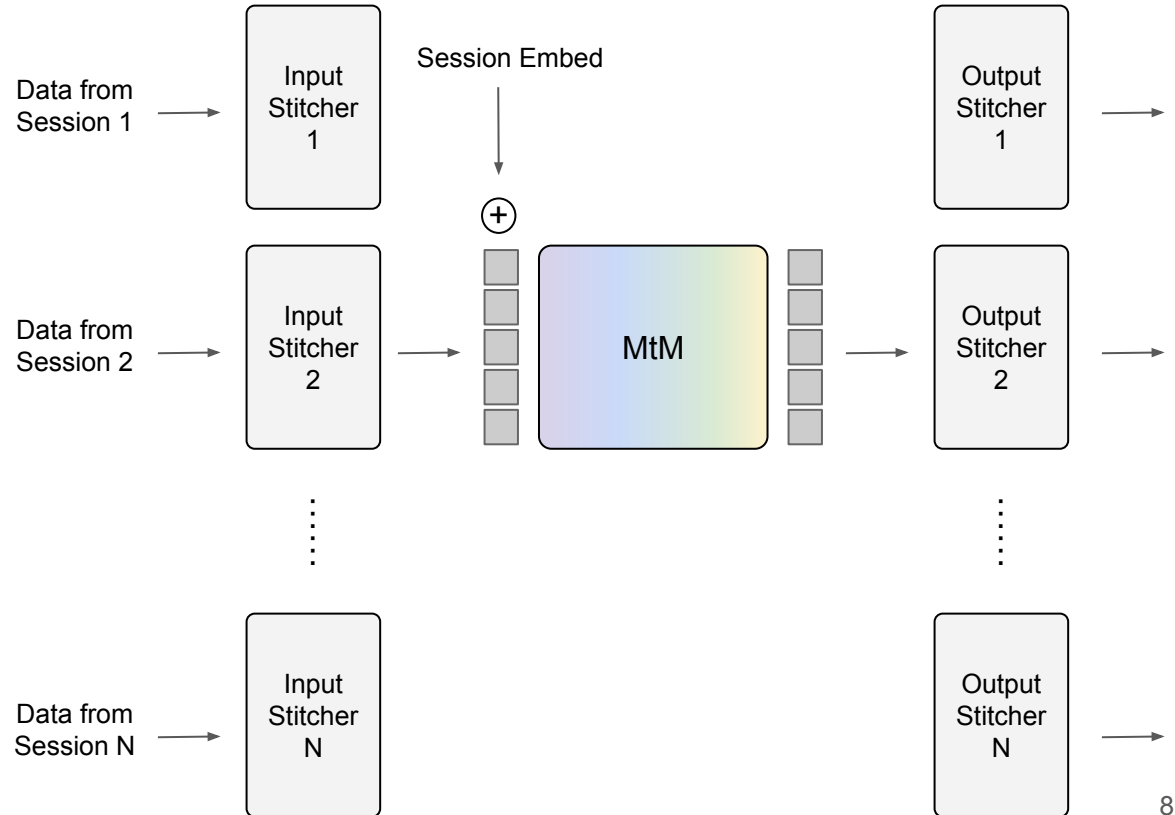 Session Embed
Data from
Session 1
Input
Stitcher
1
Output
Stitcher
1
+
Data from
Session 2
Input
Stitcher
2
MtM
Output
Stitcher
2
Data from
Session N
Input
Stitcher
N
Output
Stitcher
N
8